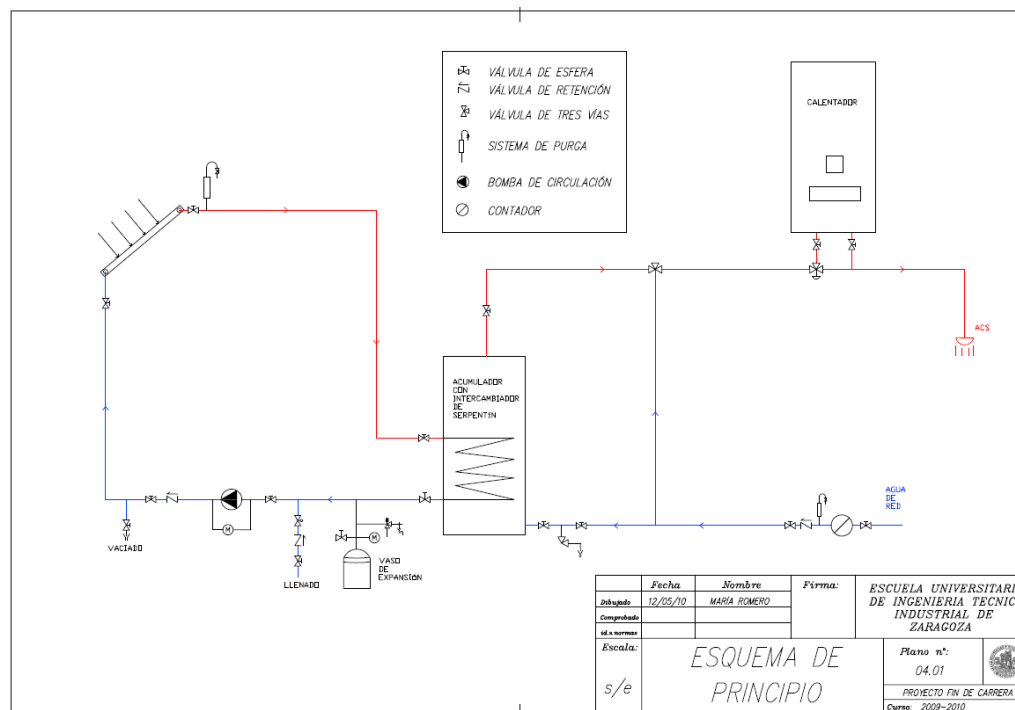 VÁLVULA DE ESFERA
VÁLVULA DE RETENCIÓN
VÁLVULA DE TRES VÍAS
SISTEMA DE PURGA
BOMBA DE CIRCULACIÓN
CONTADOR
CALENTADOR
ACS
ACUMULADOR
CON
INTERCAMBIADOR
DE
SERPENTIN
AGUA
DE
RED
M
M
VACIADO
LLENADO
VASO
DE
EXPANSIÓN
Fecha
Nombre
Firma:
Dibujado
12/05/10
MARÍA ROMERO
Comprobado
id.s.normas
ESCUELA UNIVERSITARI
DE INGENIERIA TECNIC
INDUSTRIAL DE
ZARAGOZA
Escala:
s/e
ESQUEMA DE
PRINCIPIO
Plano nº:
04.01
PROYECTO FIN DE CARRERA
Curso: 2009-2010